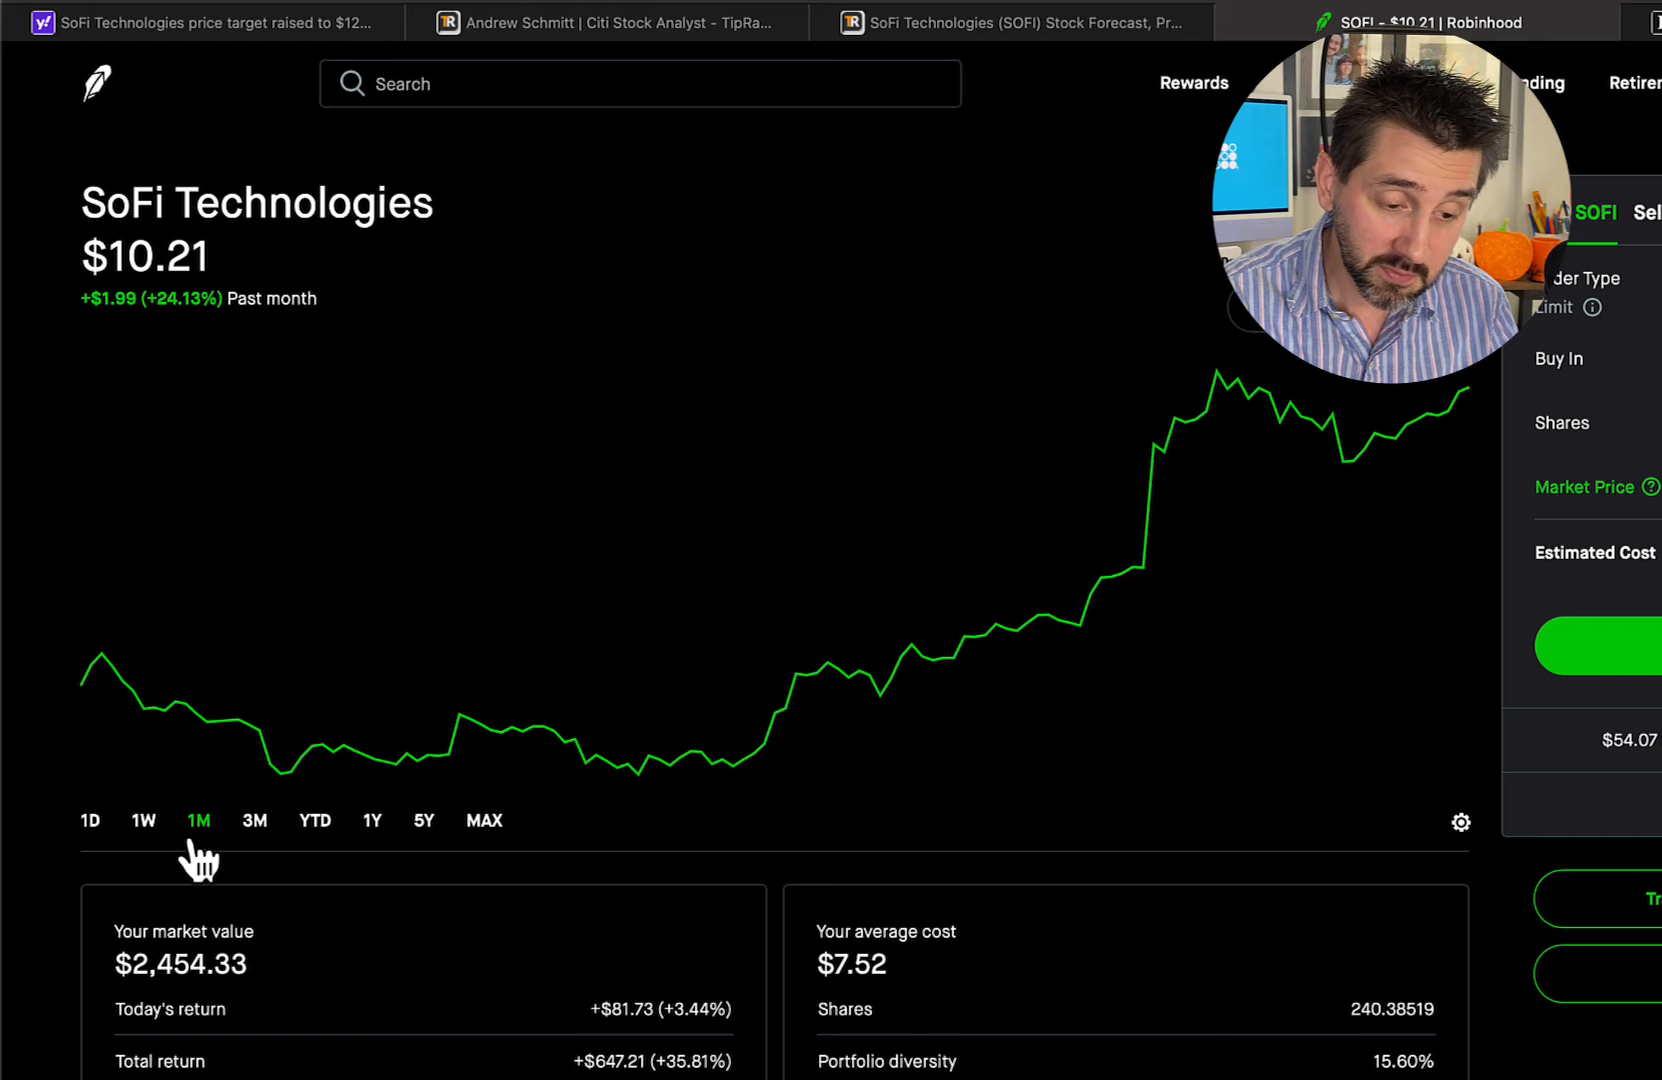 SoFi Technologies price target raised to $12...
Andrew Schmitt | Citi Stock Analyst - TipRa...
SoFi Technologies (SOFI) Stock Forecast, Pr...
SOFI - $10.21 | Robinhood
Search
Rewards
nding
Retirer
SoFi Technologies
$10.21
+$1.99 (+24.13%) Past month
SOFI
Sel
der Type
Limit
Buy In
Shares
Market Price
Estimated Cost
$54.07
1D 1W 1M 3M YTD 1Y 5Y MAX
Your market value
$2,454.33
Today's return +$81.73 (+3.44%)
Total return +$647.21 (+35.81%)
Your average cost
$7.52
Shares 240.38519
Portfolio diversity 15.60%
Tr